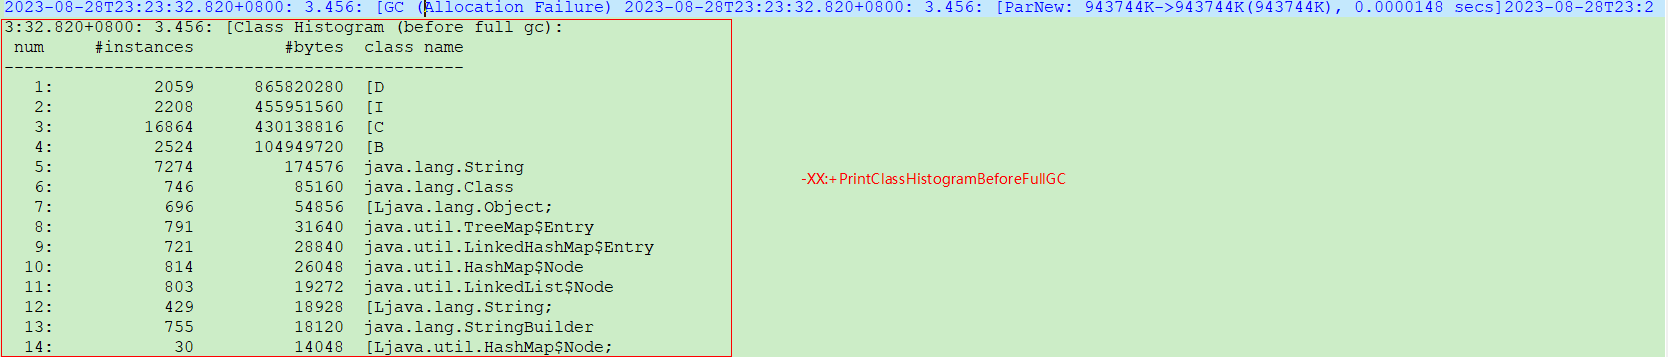 2023-08-28T23:23:32.820+0800: 3.456: [GC (Allocation Failure) 2023-08-28T23:23:32.820+0800: 3.456: [ParNew: 943744K->943744K(943744K), 0.0000148 secs]2023-08-28T23:2
3:32.820+0800: 3.456: [Class Histogram (before full gc):
num     #instances         #bytes  class name
----------------------------------------------
1:          2059      865820280  [D
2:          2208      455951560  [I
3:         16864      430138816  [C
4:          2524      104949720  [B
5:          7274         174576  java.lang.String
6:           746          85160  java.lang.Class
-XX:+PrintClassHistogramBeforeFullGC
7:           696          54856  [Ljava.lang.Object;
8:           791          31640  java.util.TreeMap$Entry
9:           721          28840  java.util.LinkedHashMap$Entry
10:           814          26048  java.util.HashMap$Node
11:           803          19272  java.util.LinkedList$Node
12:           429          18928  [Ljava.lang.String;
13:           755          18120  java.lang.StringBuilder
14:            30          14048  [Ljava.util.HashMap$Node;